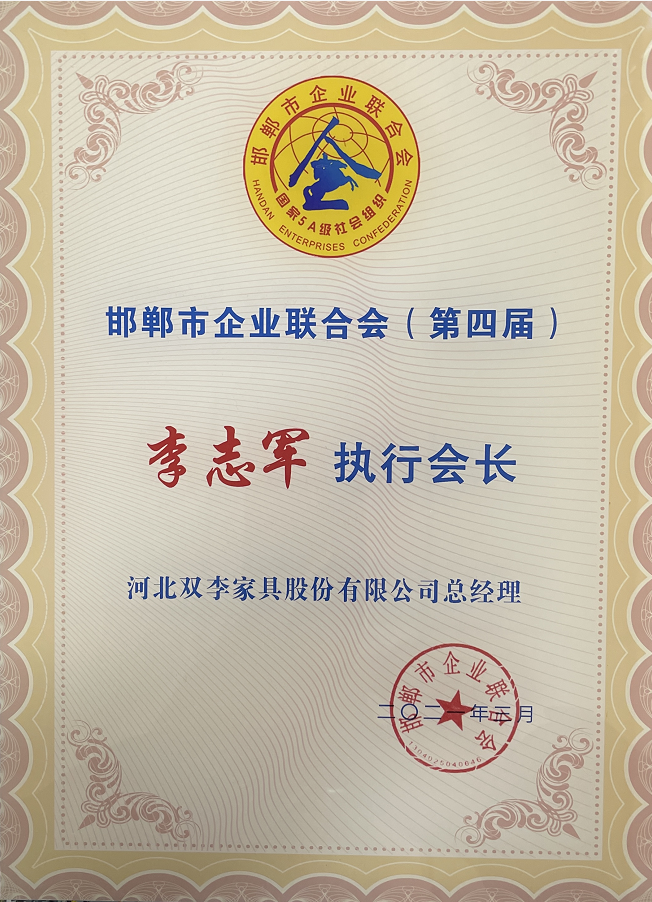 邯郸市企业联合会
国家5A级社会组织
HANDAN ENTERPRISES CONFEDERATION
邯郸市企业联合会（第四届）
李志军 执行会长
河北双李家具股份有限公司总经理
邯郸市企业联合会
二〇二一年三月
1304025040646